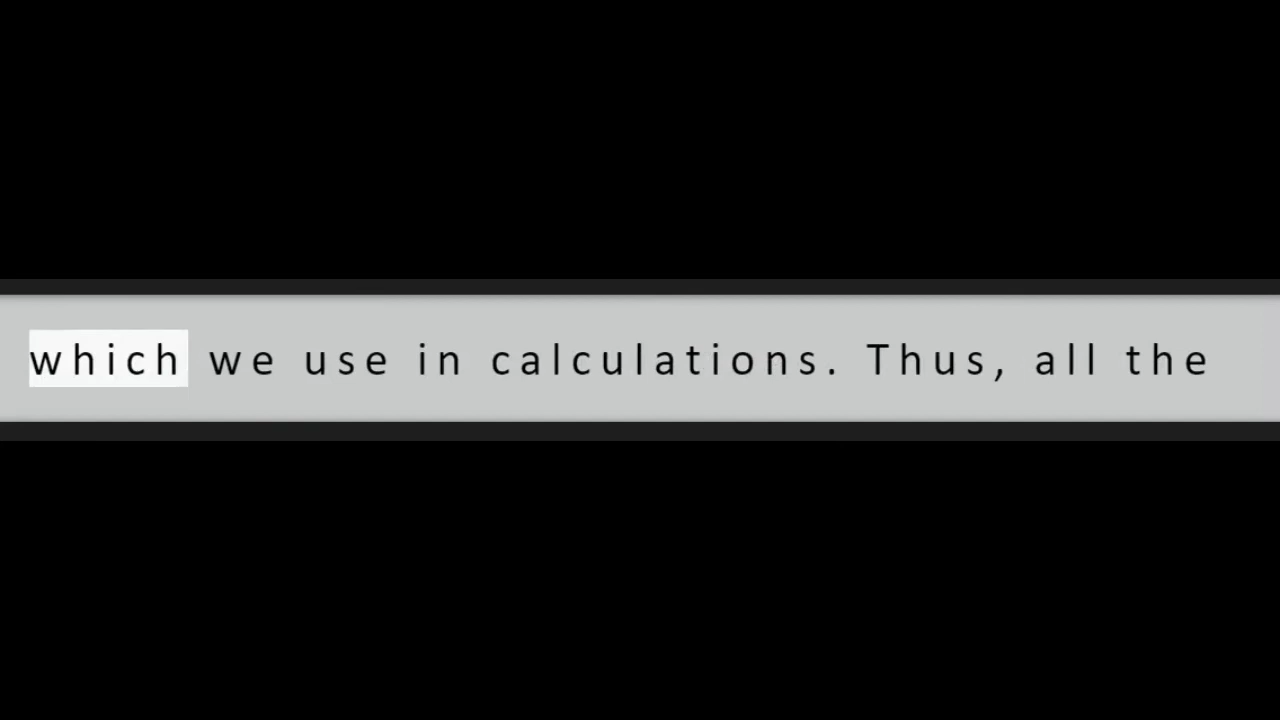 which we use in calculations. Thus, all the